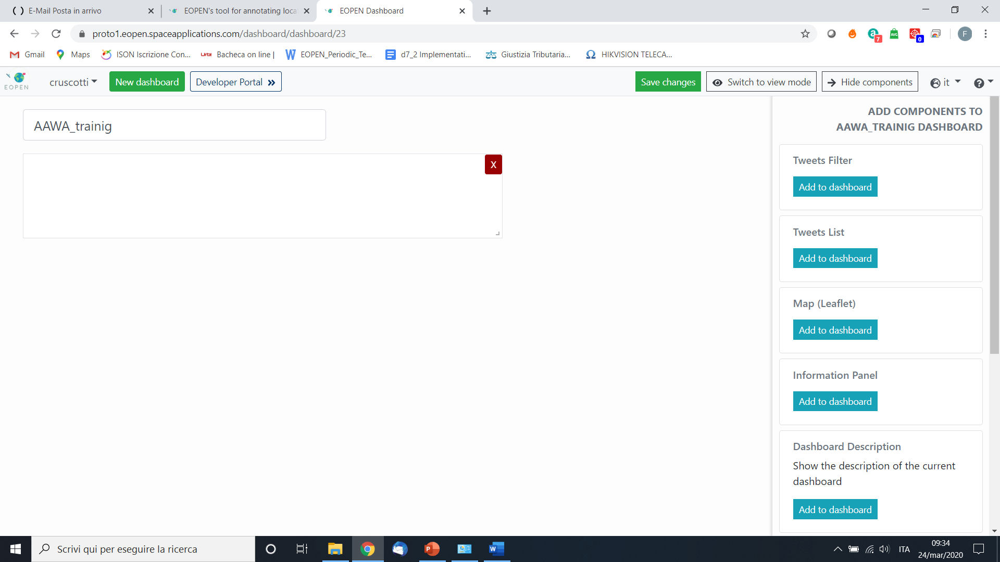 E-Mail Posta in arrivo
EOPEN's tool for annotating loca
EOPEN Dashboard
proto1.eopen.spaceapplications.com/dashboard/dashboard/23
7
AVG
0
F
Gmail
Maps
ISON Iscrizione Con...
Bacheca on line |
EOPEN_Periodic_Te...
d7_2 Implementati...
Giustizia Tributaria...
HIKVISION TELECA...
EOPEN
cruscotti
New dashboard
Developer Portal »
Save changes
Switch to view mode
Hide components
it
AAWA_trainig
X
ADD COMPONENTS TO
AAWA_TRAINIG DASHBOARD
Tweets Filter
Add to dashboard
Tweets List
Add to dashboard
Map (Leaflet)
Add to dashboard
Information Panel
Add to dashboard
Dashboard Description
Show the description of the current
dashboard
Add to dashboard
Scrivi qui per eseguire la ricerca
ITA
09:34
24/mar/2020